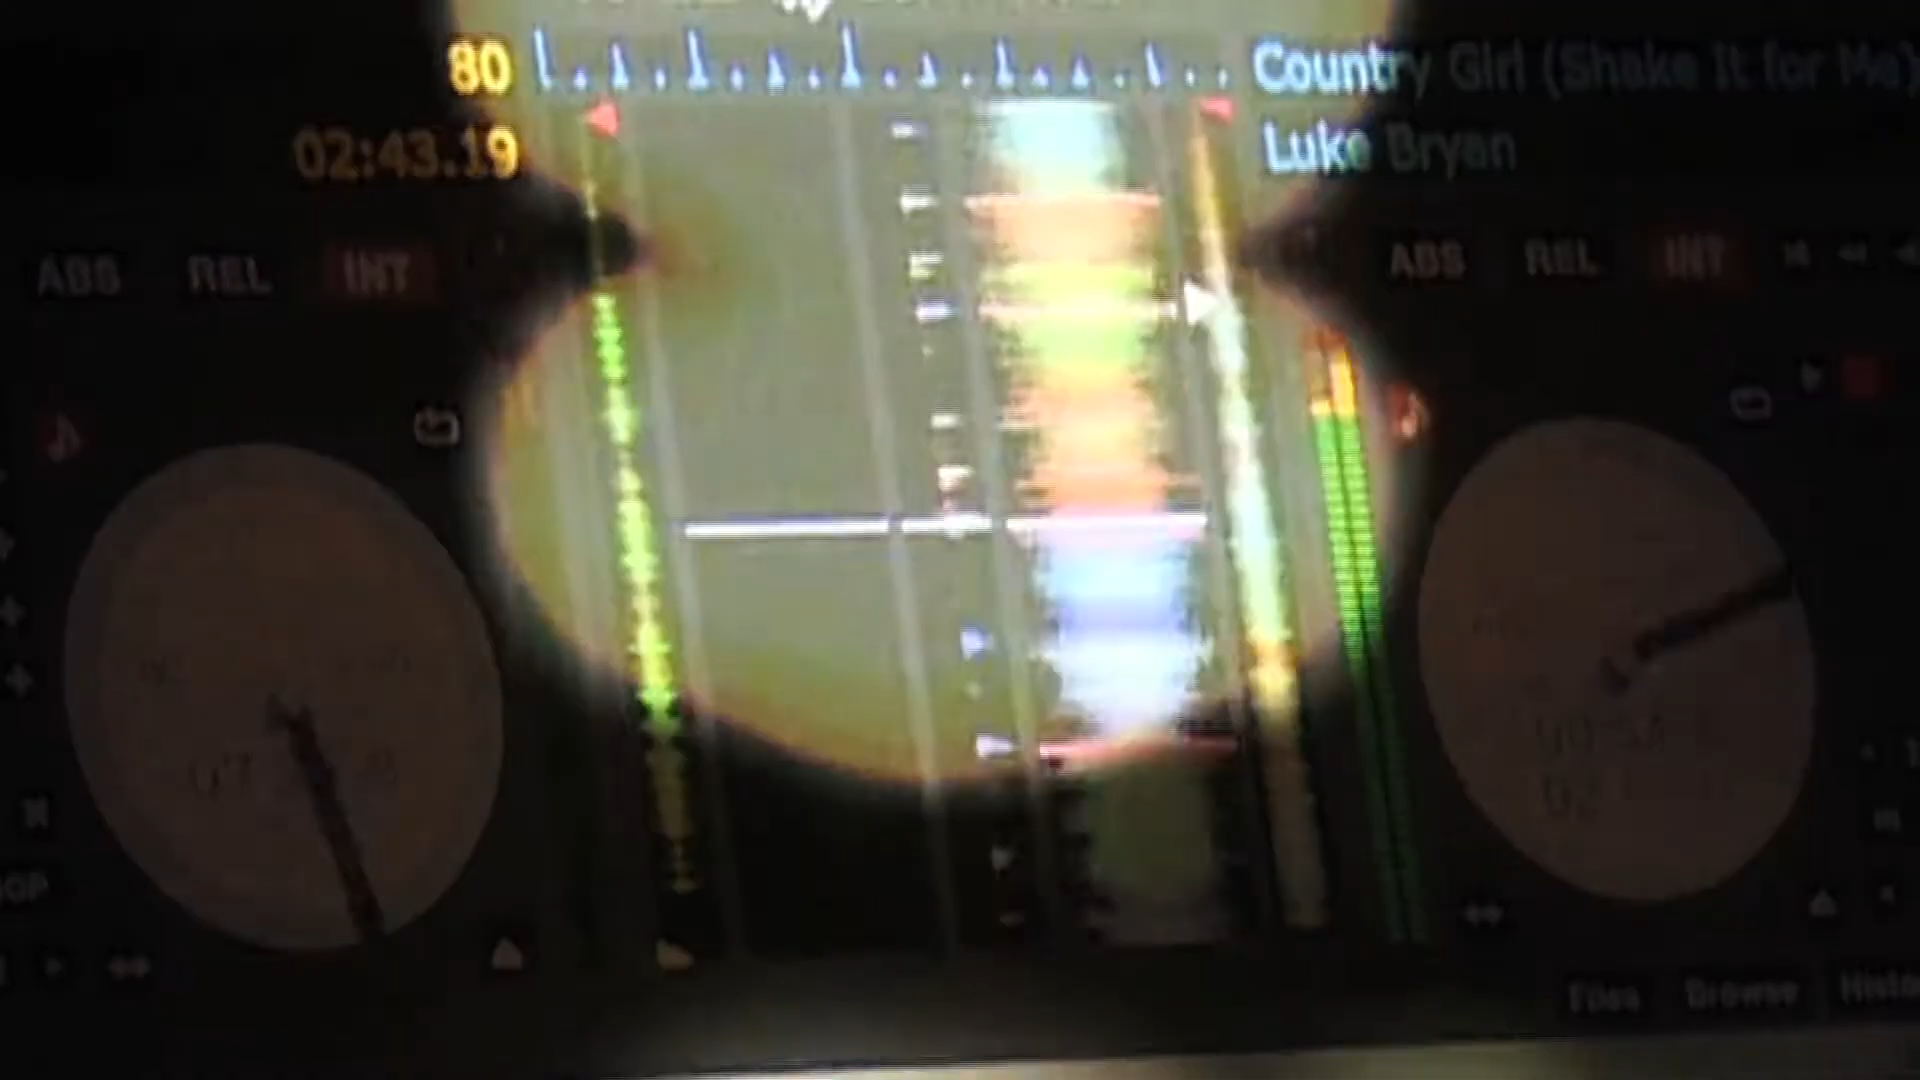 80
Country Girl (Shake It for Me)
02:43.19
Luke Bryan
ABS REL INT
ABS REL INT
Files Browse Histo